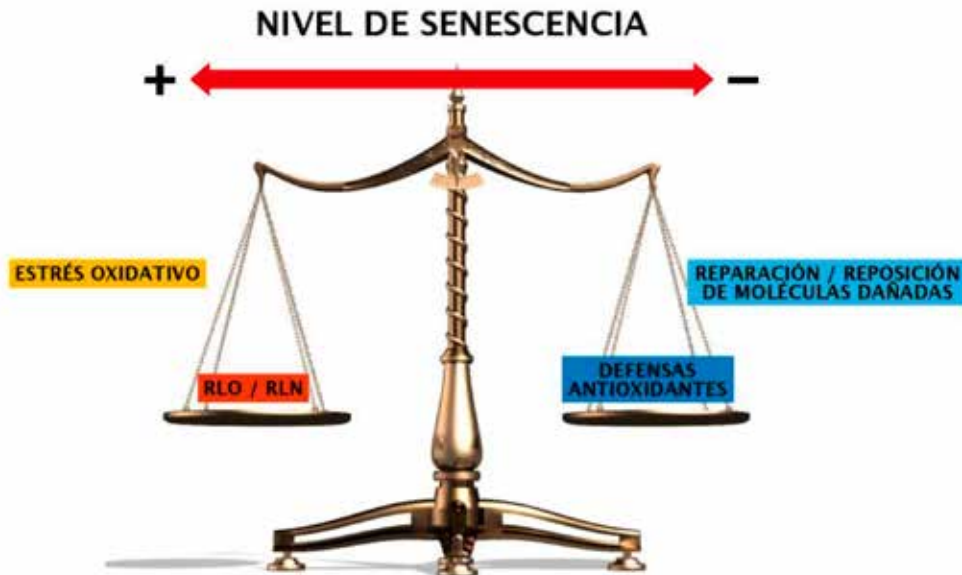 NIVEL DE SENESCENCIA
+
−
ESTRÉS OXIDATIVO
REPARACIÓN / REPOSICIÓN
DE MOLÉCULAS DAÑADAS
RLO / RLN
DEFENSAS
ANTIOXIDANTES